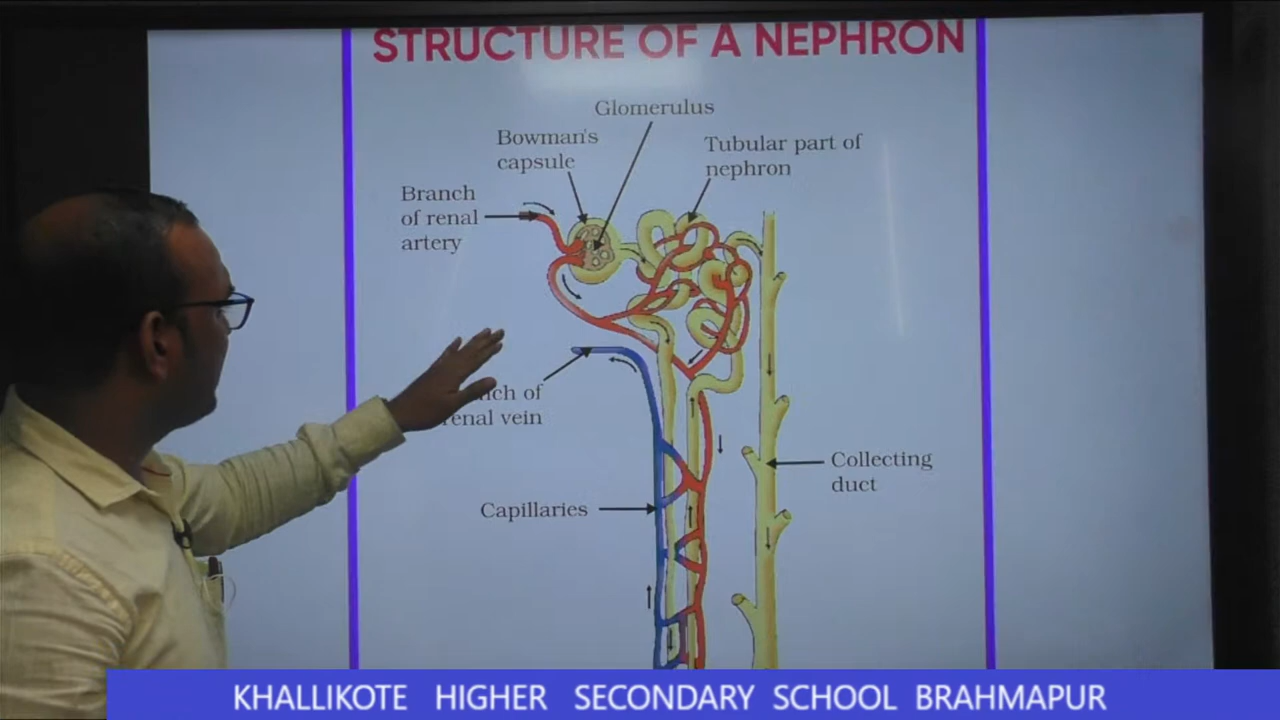 STRUCTURE OF A NEPHRON
Glomerulus
Bowman's
capsule
Tubular part of
nephron
Branch
of renal
artery
of
renal vein
Collecting
duct
Capillaries
KHALLIKOTE HIGHER SECONDARY SCHOOL BRAHMAPUR